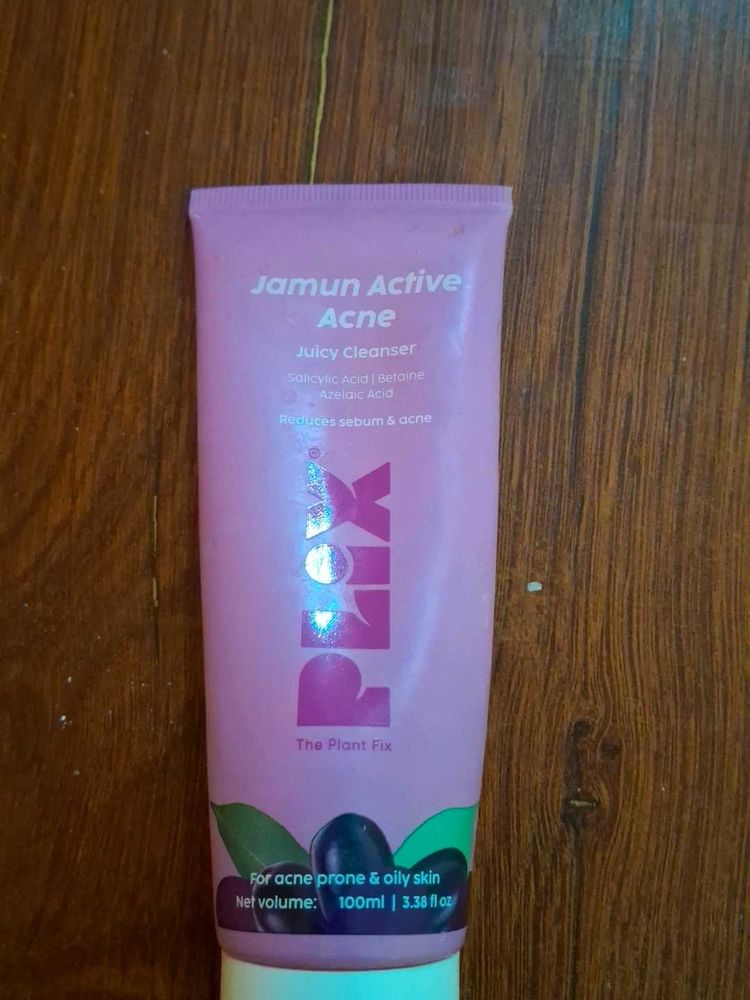 Jamun Active
Acne
Juicy Cleanser
Salicylic Acid | Betaine
Azelaic Acid
Reduces sebum & acne
PLiX®
The Plant Fix
For acne prone & oily skin
Net volume: 100ml | 3.38 fl oz